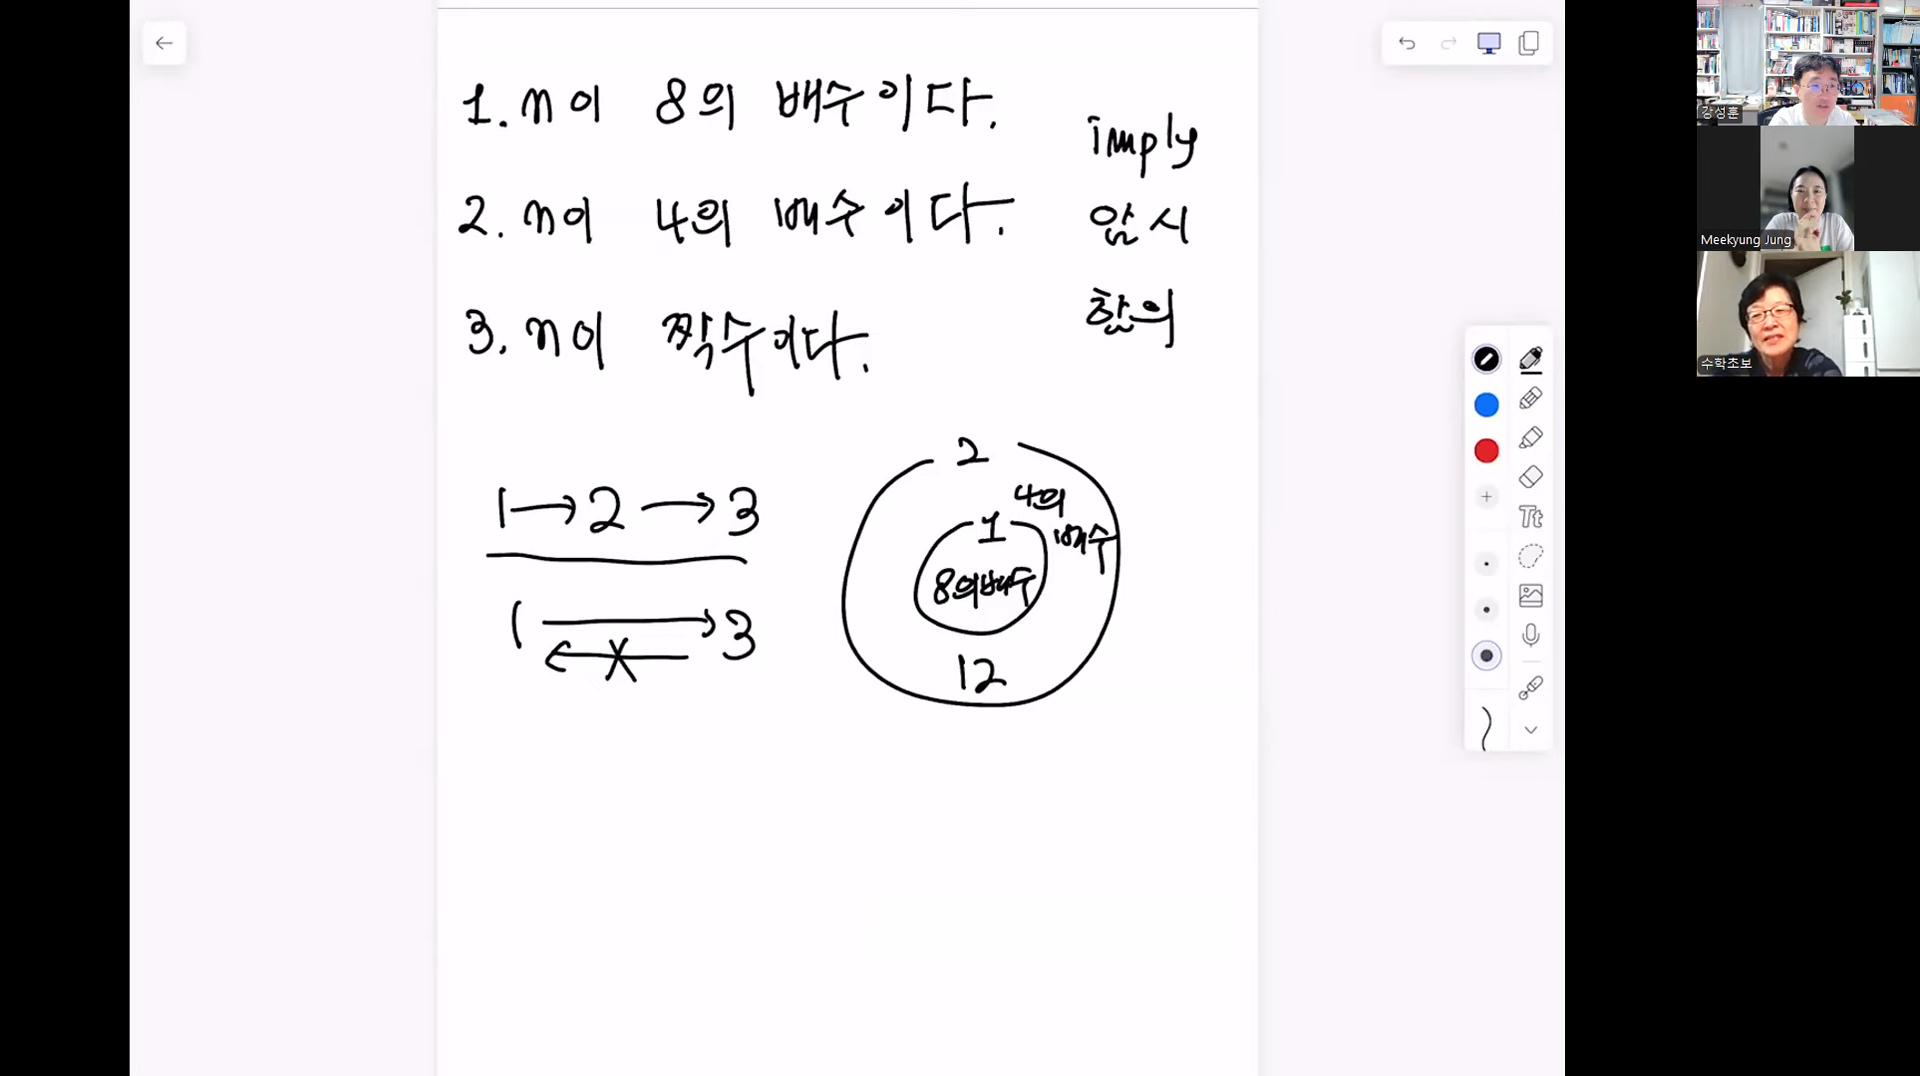 1. n이 8의 배수이다.
2. n이 4의 배수이다.
3. n이 짝수이다.
imply
암시
함의
1→2→3
1→3
←X
2
4의
배수
1
8의배수
12
Tt
강성훈
Meekyung Jung
수학초보